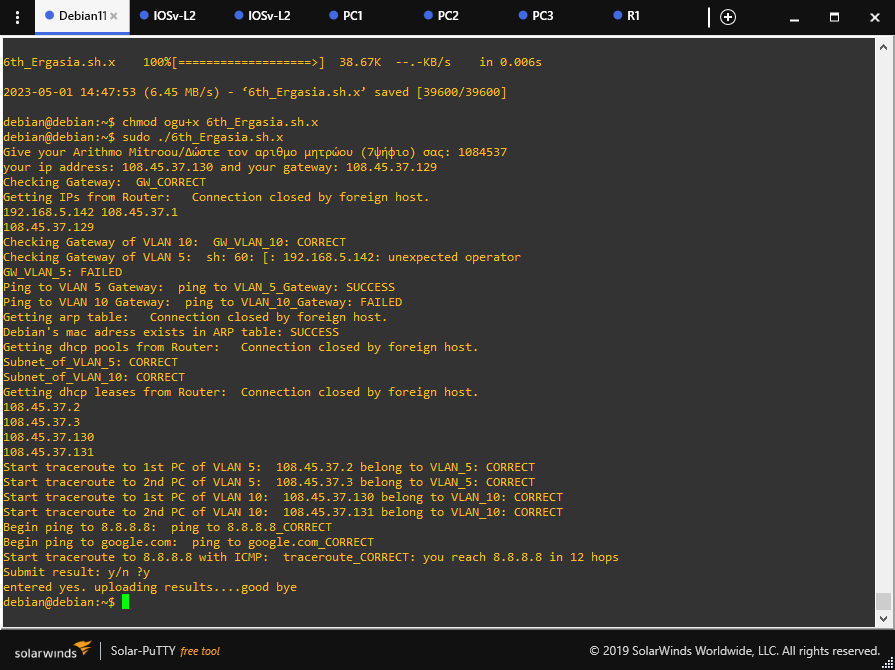 Debian11 IOSv-L2 IOSv-L2 PC1 PC2 PC3 R1
6th_Ergasia.sh.x    100%[===================>]  38.67K  --.-KB/s    in 0.006s
2023-05-01 14:47:53 (6.45 MB/s) - ‘6th_Ergasia.sh.x’ saved [39600/39600]
debian@debian:~$ chmod ogu+x 6th_Ergasia.sh.x
debian@debian:~$ sudo ./6th_Ergasia.sh.x
Give your Arithmo Mitroou/Δώστε τον αριθμο μητρώου (7ψήφιο) σας: 1084537
your ip address: 108.45.37.130 and your gateway: 108.45.37.129
Checking Gateway:  GW_CORRECT
Getting IPs from Router:   Connection closed by foreign host.
192.168.5.142 108.45.37.1
108.45.37.129
Checking Gateway of VLAN 10:  GW_VLAN_10: CORRECT
Checking Gateway of VLAN 5:  sh: 60: [: 192.168.5.142: unexpected operator
GW_VLAN_5: FAILED
Ping to VLAN 5 Gateway:  ping to VLAN_5_Gateway: SUCCESS
Ping to VLAN 10 Gateway:  ping to VLAN_10_Gateway: FAILED
Getting arp table:   Connection closed by foreign host.
Debian's mac adress exists in ARP table: SUCCESS
Getting dhcp pools from Router:   Connection closed by foreign host.
Subnet_of_VLAN_5: CORRECT
Subnet_of_VLAN_10: CORRECT
Getting dhcp leases from Router:  Connection closed by foreign host.
108.45.37.2
108.45.37.3
108.45.37.130
108.45.37.131
Start traceroute to 1st PC of VLAN 5:  108.45.37.2 belong to VLAN_5: CORRECT
Start traceroute to 2nd PC of VLAN 5:  108.45.37.3 belong to VLAN_5: CORRECT
Start traceroute to 1st PC of VLAN 10:  108.45.37.130 belong to VLAN_10: CORRECT
Start traceroute to 2nd PC of VLAN 10:  108.45.37.131 belong to VLAN_10: CORRECT
Begin ping to 8.8.8.8:  ping to 8.8.8.8_CORRECT
Begin ping to google.com:  ping to google.com_CORRECT
Start traceroute to 8.8.8.8 with ICMP:  traceroute_CORRECT: you reach 8.8.8.8 in 12 hops
Submit result: y/n ?y
entered yes. uploading results....good bye
debian@debian:~$
solarwinds | Solar-PuTTY free tool © 2019 SolarWinds Worldwide, LLC. All rights reserved.